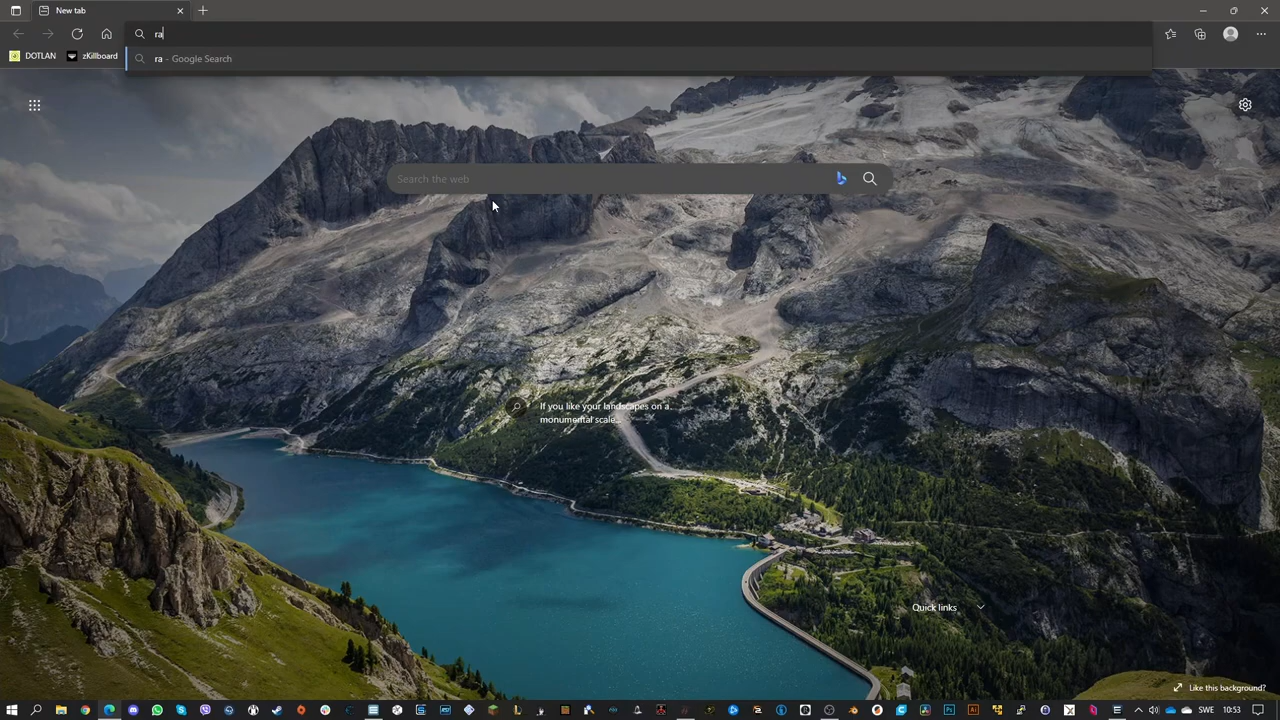 New tab
ra
DOTLAN
zKillboard
ra - Google Search
Search the web
If you like your landscapes on a
monumental scale...
Quick links
Like this background?
SWE
10:53